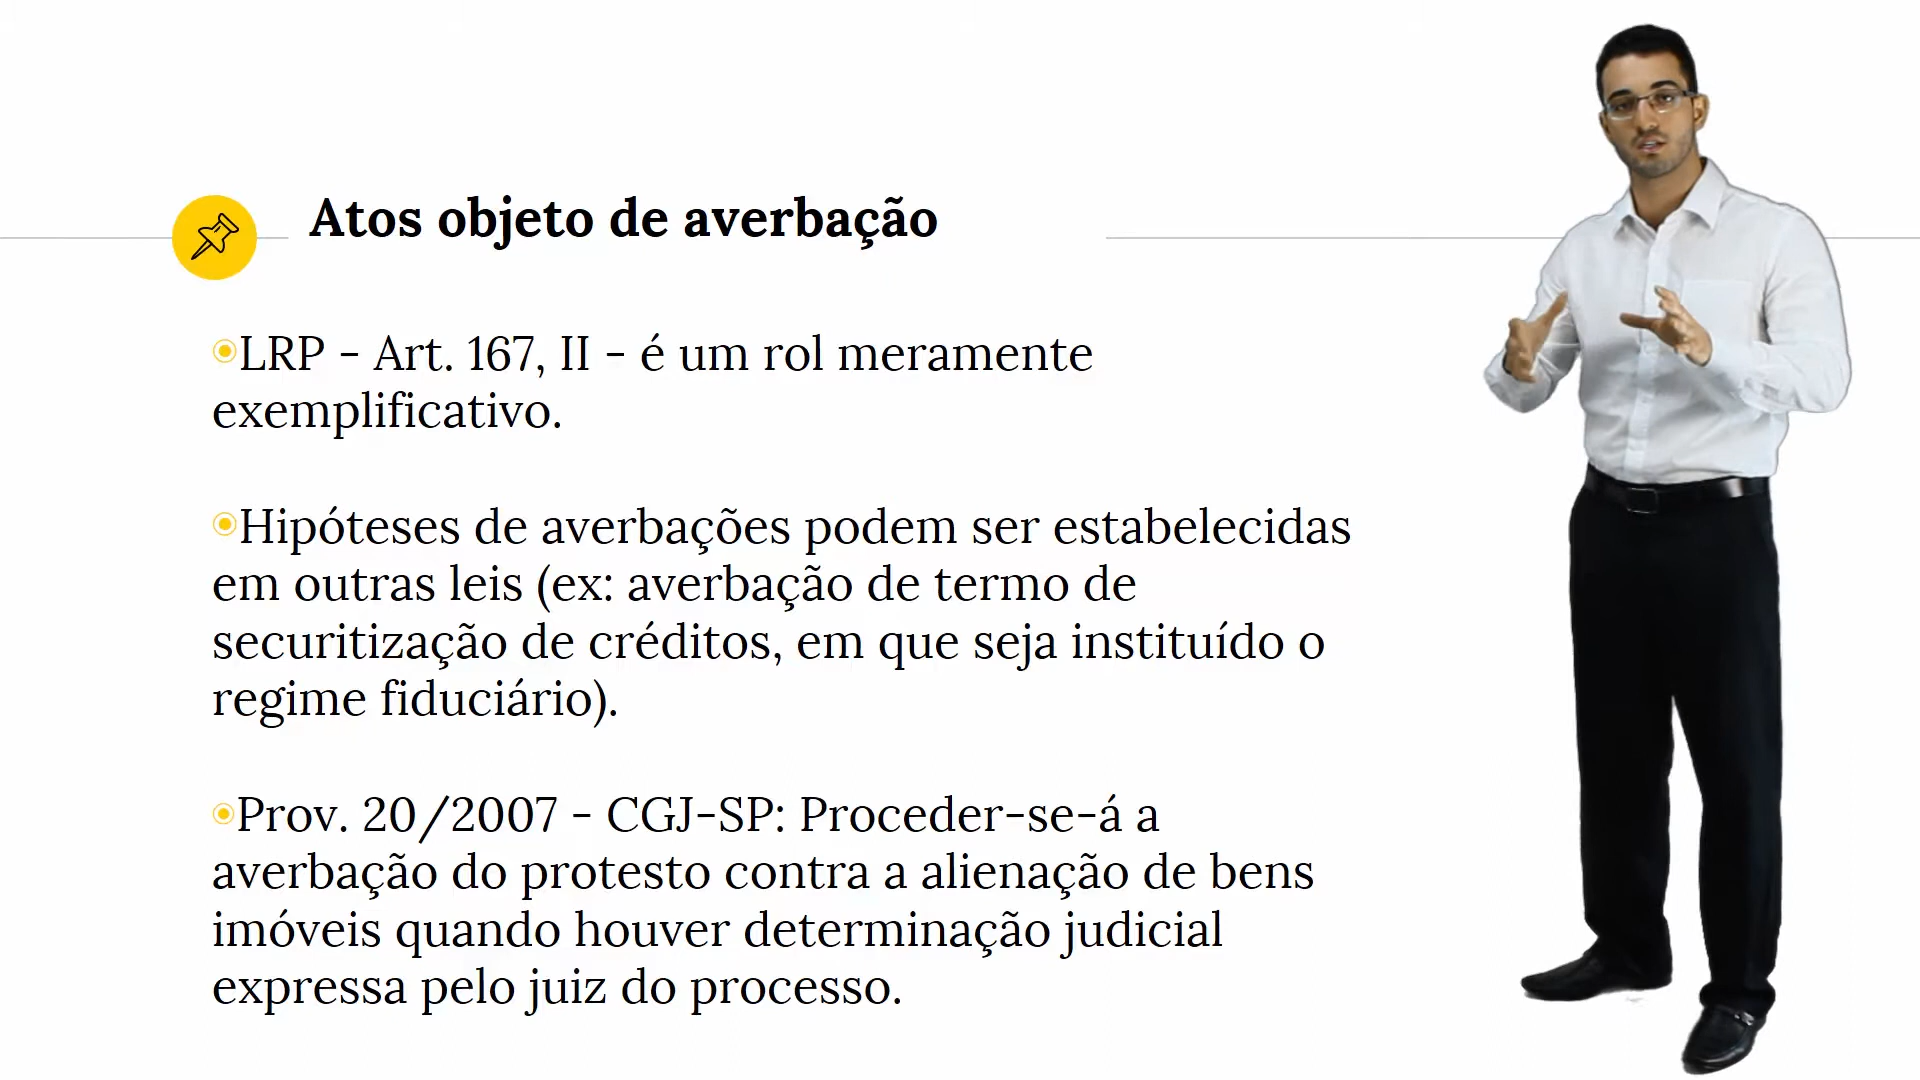 Atos objeto de averbação
LRP - Art. 167, II - é um rol meramente
exemplificativo.
Hipóteses de averbações podem ser estabelecidas
em outras leis (ex: averbação de termo de
securitização de créditos, em que seja instituído o
regime fiduciário).
Prov. 20/2007 - CGJ-SP: Proceder-se-á a
averbação do protesto contra a alienação de bens
imóveis quando houver determinação judicial
expressa pelo juiz do processo.